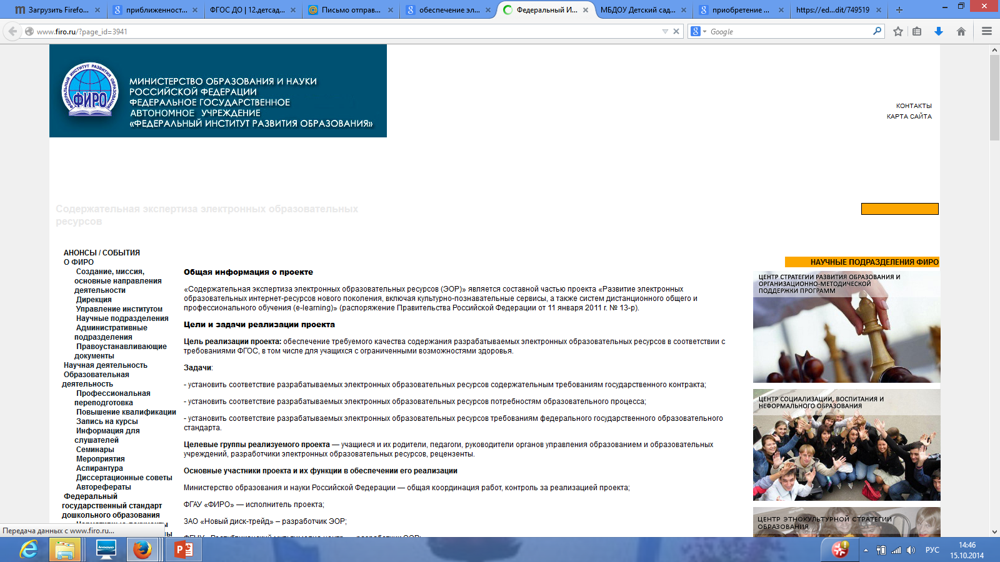 Загрузить Firefo...
приближенност...
ФГОС ДО | 12.детсад...
Письмо отправ...
обеспечение эл...
Федеральный И...
МБДОУ Детский сад...
приобретение ...
https://ed...dit/749519
www.firo.ru/?page_id=3941
Google
ФЕДЕРАЛЬНЫЙ ИНСТИТУТ РАЗВИТИЯ ОБРАЗОВАНИЯ
ФИРО
МИНИСТЕРСТВО ОБРАЗОВАНИЯ И НАУКИ
РОССИЙСКОЙ ФЕДЕРАЦИИ
ФЕДЕРАЛЬНОЕ ГОСУДАРСТВЕННОЕ
АВТОНОМНОЕ УЧРЕЖДЕНИЕ
«ФЕДЕРАЛЬНЫЙ ИНСТИТУТ РАЗВИТИЯ ОБРАЗОВАНИЯ»
КОНТАКТЫ
КАРТА САЙТА
Содержательная экспертиза электронных образовательных
ресурсов
АНОНСЫ / СОБЫТИЯ
О ФИРО
Создание, миссия,
основные направления
деятельности
Дирекция
Управление институтом
Научные подразделения
Административные
подразделения
Правоустанавливающие
документы
Научная деятельность
Образовательная
деятельность
Профессиональная
переподготовка
Повышение квалификации
Запись на курсы
Информация для
слушателей
Семинары
Мероприятия
Аспирантура
Диссертационные советы
Авторефераты
Федеральный
государственный стандарт
дошкольного образования
Общая информация о проекте
«Содержательная экспертиза электронных образовательных ресурсов (ЭОР)» является составной частью проекта «Развитие электронных
образовательных интернет-ресурсов нового поколения, включая культурно-познавательные сервисы, а также систем дистанционного общего и
профессионального обучения (e-learning)» (распоряжение Правительства Российской Федерации от 11 января 2011 г. № 13-р).
Цели и задачи реализации проекта
Цель реализации проекта: обеспечение требуемого качества содержания разрабатываемых электронных образовательных ресурсов в соответствии с
требованиями ФГОС, в том числе для учащихся с ограниченными возможностями здоровья.
Задачи:
- установить соответствие разрабатываемых электронных образовательных ресурсов содержательным требованиям государственного контракта;
- установить соответствие разрабатываемых электронных образовательных ресурсов потребностям образовательного процесса;
- установить соответствие разрабатываемых электронных образовательных ресурсов требованиям федерального государственного образовательного
стандарта.
Целевые группы реализуемого проекта — учащиеся и их родители, педагоги, руководители органов управления образованием и образовательных
учреждений, разработчики электронных образовательных ресурсов, рецензенты.
Основные участники проекта и их функции в обеспечении его реализации
Министерство образования и науки Российской Федерации — общая координация работ, контроль за реализацией проекта;
ФГАУ «ФИРО» — исполнитель проекта;
ЗАО «Новый диск-трейд» – разработчик ЭОР;
НАУЧНЫЕ ПОДРАЗДЕЛЕНИЯ ФИРО
ЦЕНТР СТРАТЕГИИ РАЗВИТИЯ ОБРАЗОВАНИЯ И
ОРГАНИЗАЦИОННО-МЕТОДИЧЕСКОЙ
ПОДДЕРЖКИ ПРОГРАММ
ЦЕНТР СОЦИАЛИЗАЦИИ, ВОСПИТАНИЯ И
НЕФОРМАЛЬНОГО ОБРАЗОВАНИЯ
ЦЕНТР ЭТНОКУЛЬТУРНОЙ СТРАТЕГИИ
ОБРАЗОВАНИЯ
Передача данных с www.firo.ru...
lenovo
РУС
14:46
15.10.2014